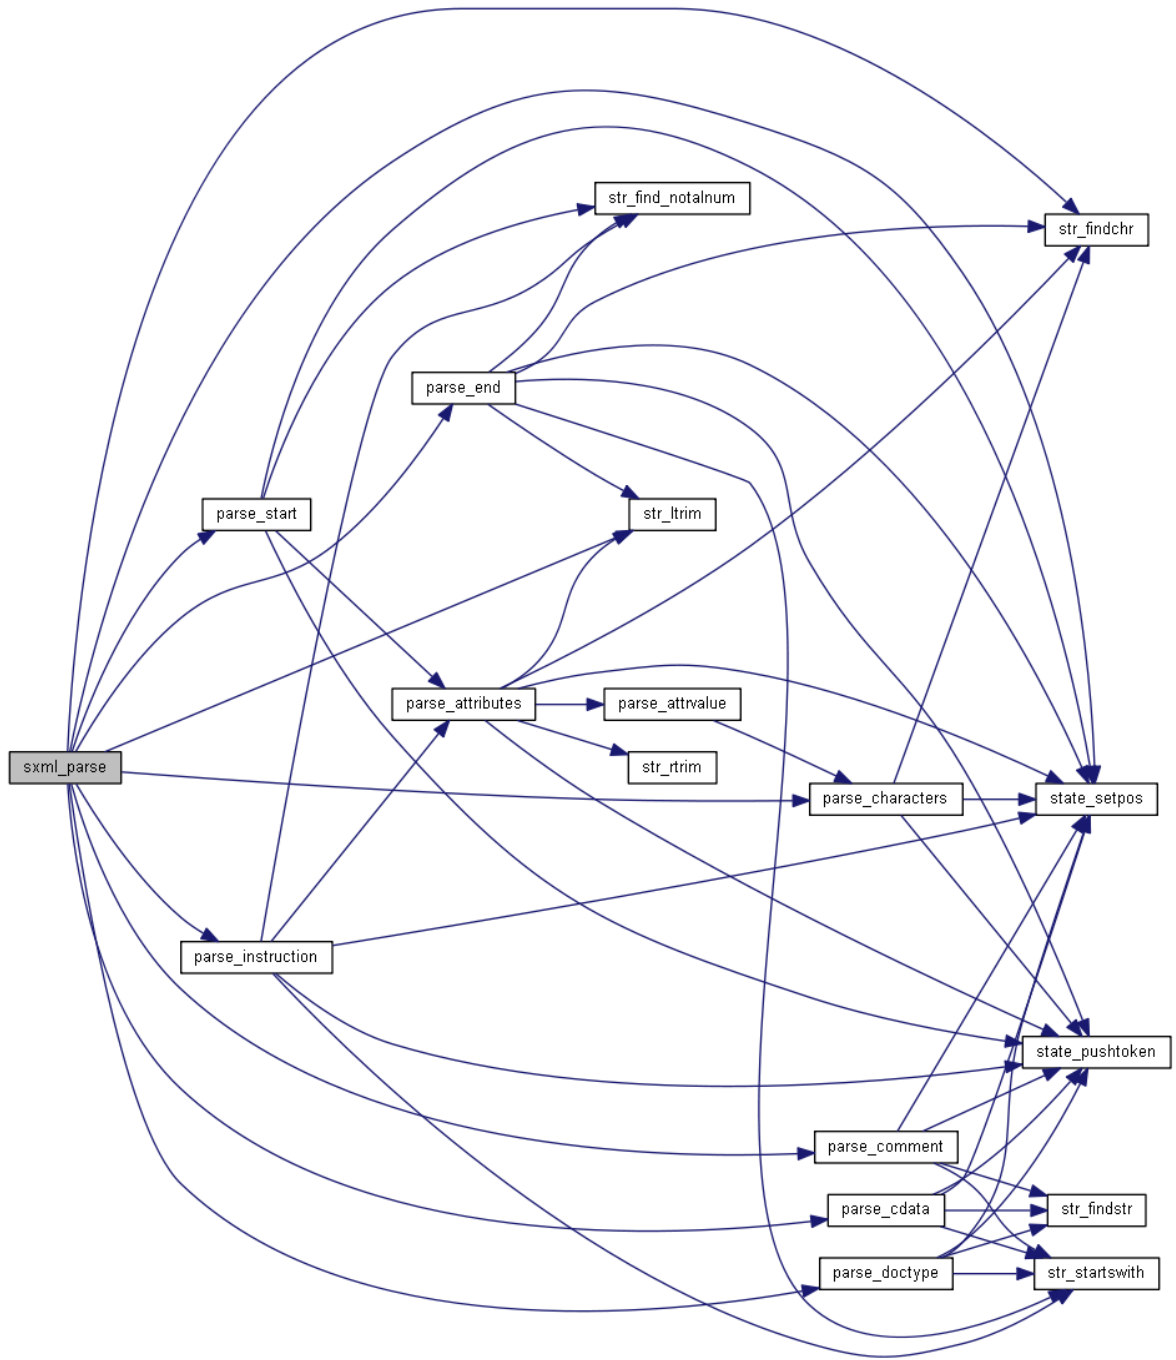 str_find_notalnum
str_findchr
parse_end
parse_start
str_ltrim
parse_attributes
parse_attrvalue
sxml_parse
str_rtrim
parse_characters
state_setpos
parse_instruction
state_pushtoken
parse_comment
parse_cdata
str_findstr
parse_doctype
str_startswith